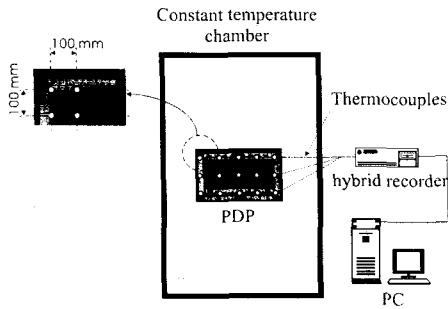 Constant temperature
chamber
100 mm
100 mm
Thermocouples
hybrid recorder
PDP
PC